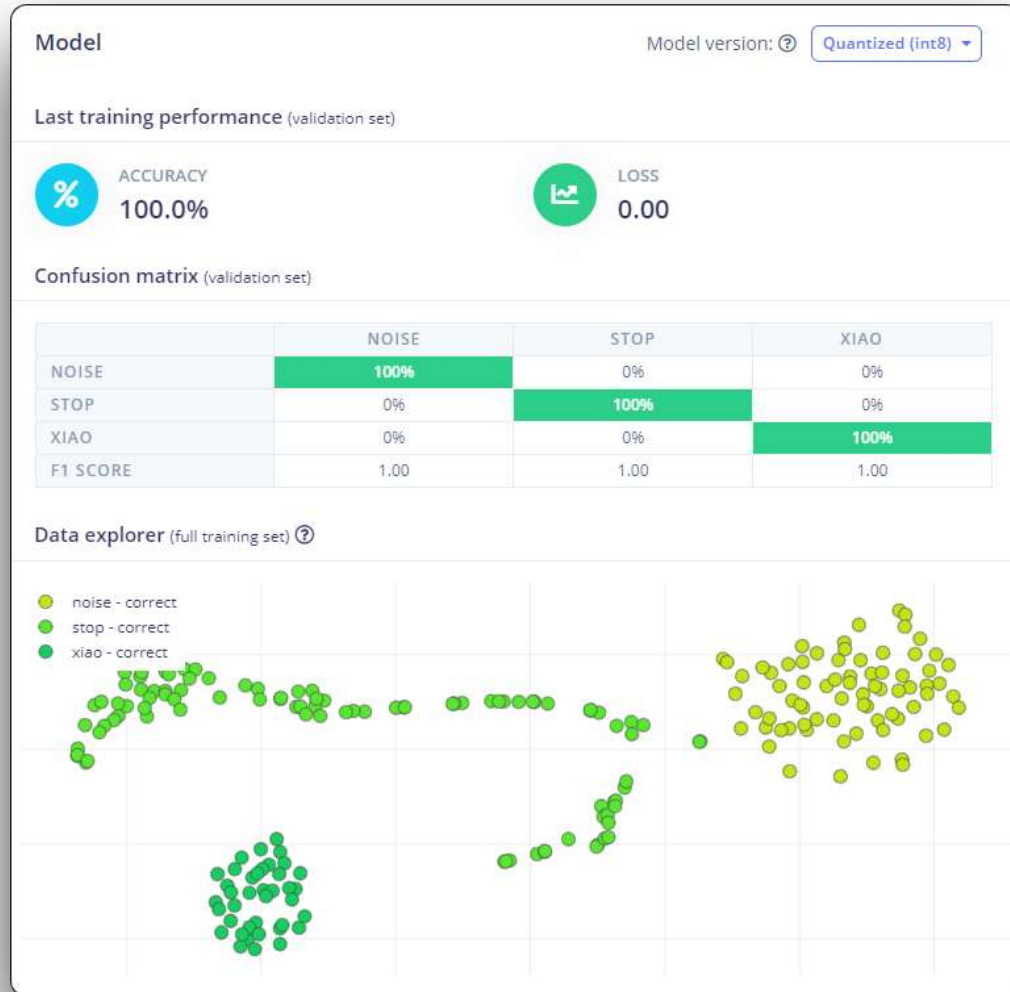 Model
Model version: ? Quantized (int8)
Last training performance (validation set)
% ACCURACY
100.0%
LOSS
0.00
Confusion matrix (validation set)
NOISE STOP XIAO
NOISE 100% 0% 0%
STOP 0% 100% 0%
XIAO 0% 0% 100%
F1 SCORE 1.00 1.00 1.00
Data explorer (full training set) ?
noise - correct
stop - correct
xiao - correct